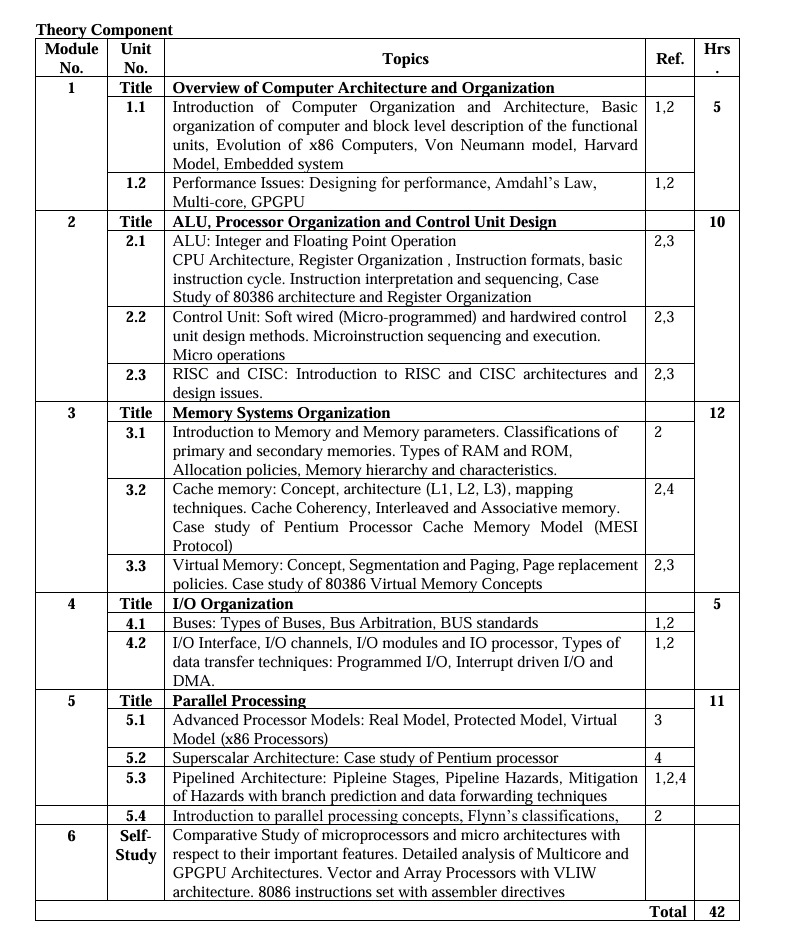 Theory Component
Module No. Unit No. Topics Ref. Hrs .
1 Title Overview of Computer Architecture and Organization
1.1 Introduction of Computer Organization and Architecture, Basic 1,2 5
organization of computer and block level description of the functional
units, Evolution of x86 Computers, Von Neumann model, Harvard
Model, Embedded system
1.2 Performance Issues: Designing for performance, Amdahl's Law, 1,2
Multi-core, GPGPU
2 Title ALU, Processor Organization and Control Unit Design 10
2.1 ALU: Integer and Floating Point Operation 2,3
CPU Architecture, Register Organization , Instruction formats, basic
instruction cycle. Instruction interpretation and sequencing, Case
Study of 80386 architecture and Register Organization
2.2 Control Unit: Soft wired (Micro-programmed) and hardwired control 2,3
unit design methods. Microinstruction sequencing and execution.
Micro operations
2.3 RISC and CISC: Introduction to RISC and CISC architectures and 2,3
design issues.
3 Title Memory Systems Organization 12
3.1 Introduction to Memory and Memory parameters. Classifications of 2
primary and secondary memories. Types of RAM and ROM,
Allocation policies, Memory hierarchy and characteristics.
3.2 Cache memory: Concept, architecture (L1, L2, L3), mapping 2,4
techniques. Cache Coherency, Interleaved and Associative memory.
Case study of Pentium Processor Cache Memory Model (MESI
Protocol)
3.3 Virtual Memory: Concept, Segmentation and Paging, Page replacement 2,3
policies. Case study of 80386 Virtual Memory Concepts
4 Title I/O Organization 5
4.1 Buses: Types of Buses, Bus Arbitration, BUS standards 1,2
4.2 I/O Interface, I/O channels, I/O modules and IO processor, Types of 1,2
data transfer techniques: Programmed I/O, Interrupt driven I/O and
DMA.
5 Title Parallel Processing 11
5.1 Advanced Processor Models: Real Model, Protected Model, Virtual 3
Model (x86 Processors)
5.2 Superscalar Architecture: Case study of Pentium processor 4
5.3 Pipelined Architecture: Pipleine Stages, Pipeline Hazards, Mitigation 1,2,4
of Hazards with branch prediction and data forwarding techniques
5.4 Introduction to parallel processing concepts, Flynn's classifications, 2
6 Self-Study Comparative Study of microprocessors and micro architectures with
respect to their important features. Detailed analysis of Multicore and
GPGPU Architectures. Vector and Array Processors with VLIW
architecture. 8086 instructions set with assembler directives
Total 42